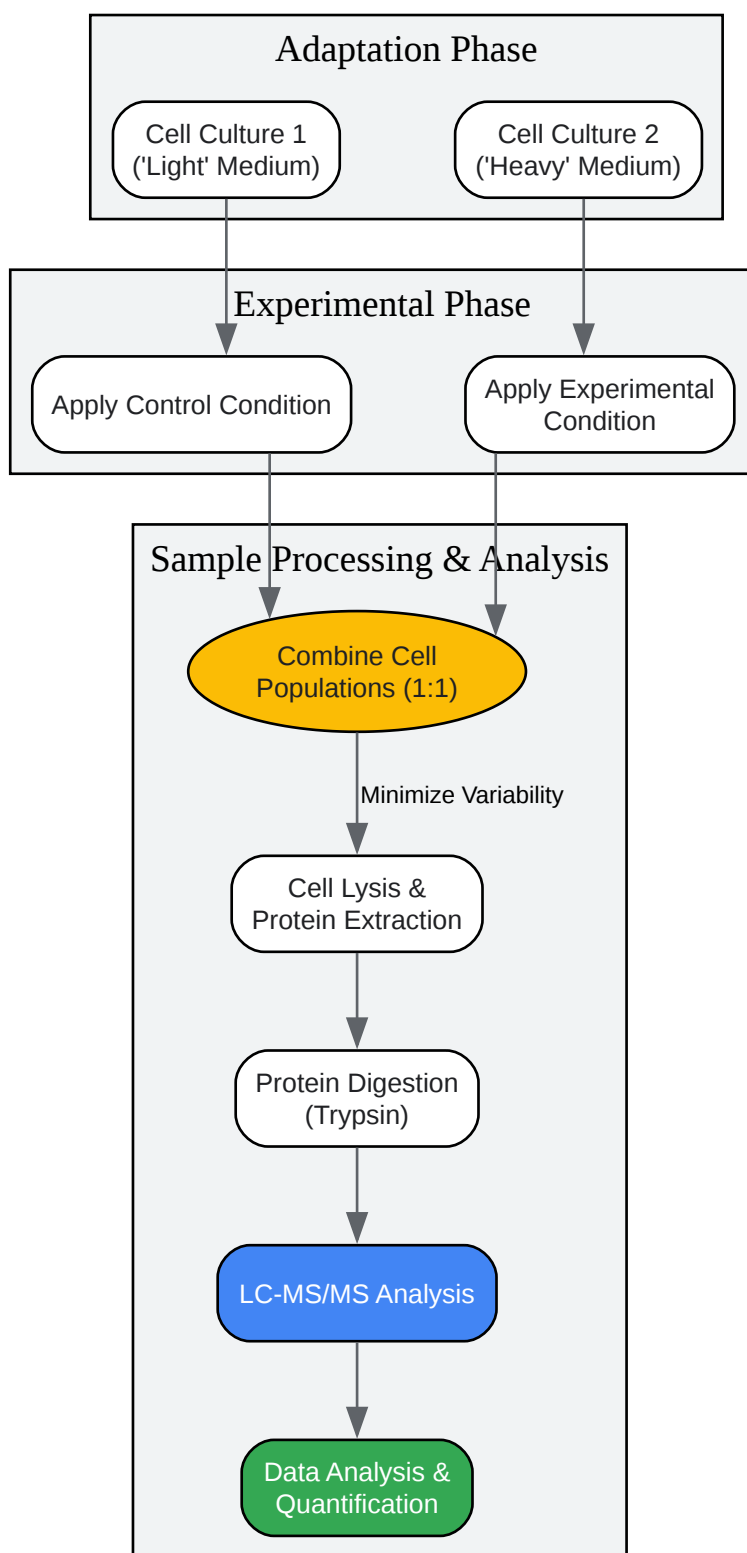 Adaptation Phase
Cell Culture 1
('Light' Medium)
Cell Culture 2
('Heavy' Medium)
Experimental Phase
Apply Control Condition
Apply Experimental
Condition
Sample Processing & Analysis
Combine Cell
Populations (1:1)
Minimize Variability
Cell Lysis &
Protein Extraction
Protein Digestion
(Trypsin)
LC-MS/MS Analysis
Data Analysis &
Quantification